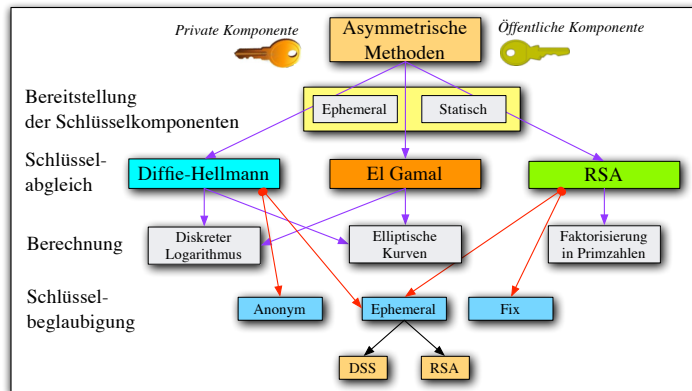 Private Komponente
Asymmetrische
Methoden
Öffentliche Komponente
Bereitstellung
der Schlüsselkomponenten
Ephemeral
Statisch
Schlüssel-
abgleich
Diffie-Hellmann
El Gamal
RSA
Berechnung
Diskreter
Logarithmus
Elliptische
Kurven
Faktorisierung
in Primzahlen
Schlüssel-
beglaubigung
Anonym
Ephemeral
Fix
DSS
RSA